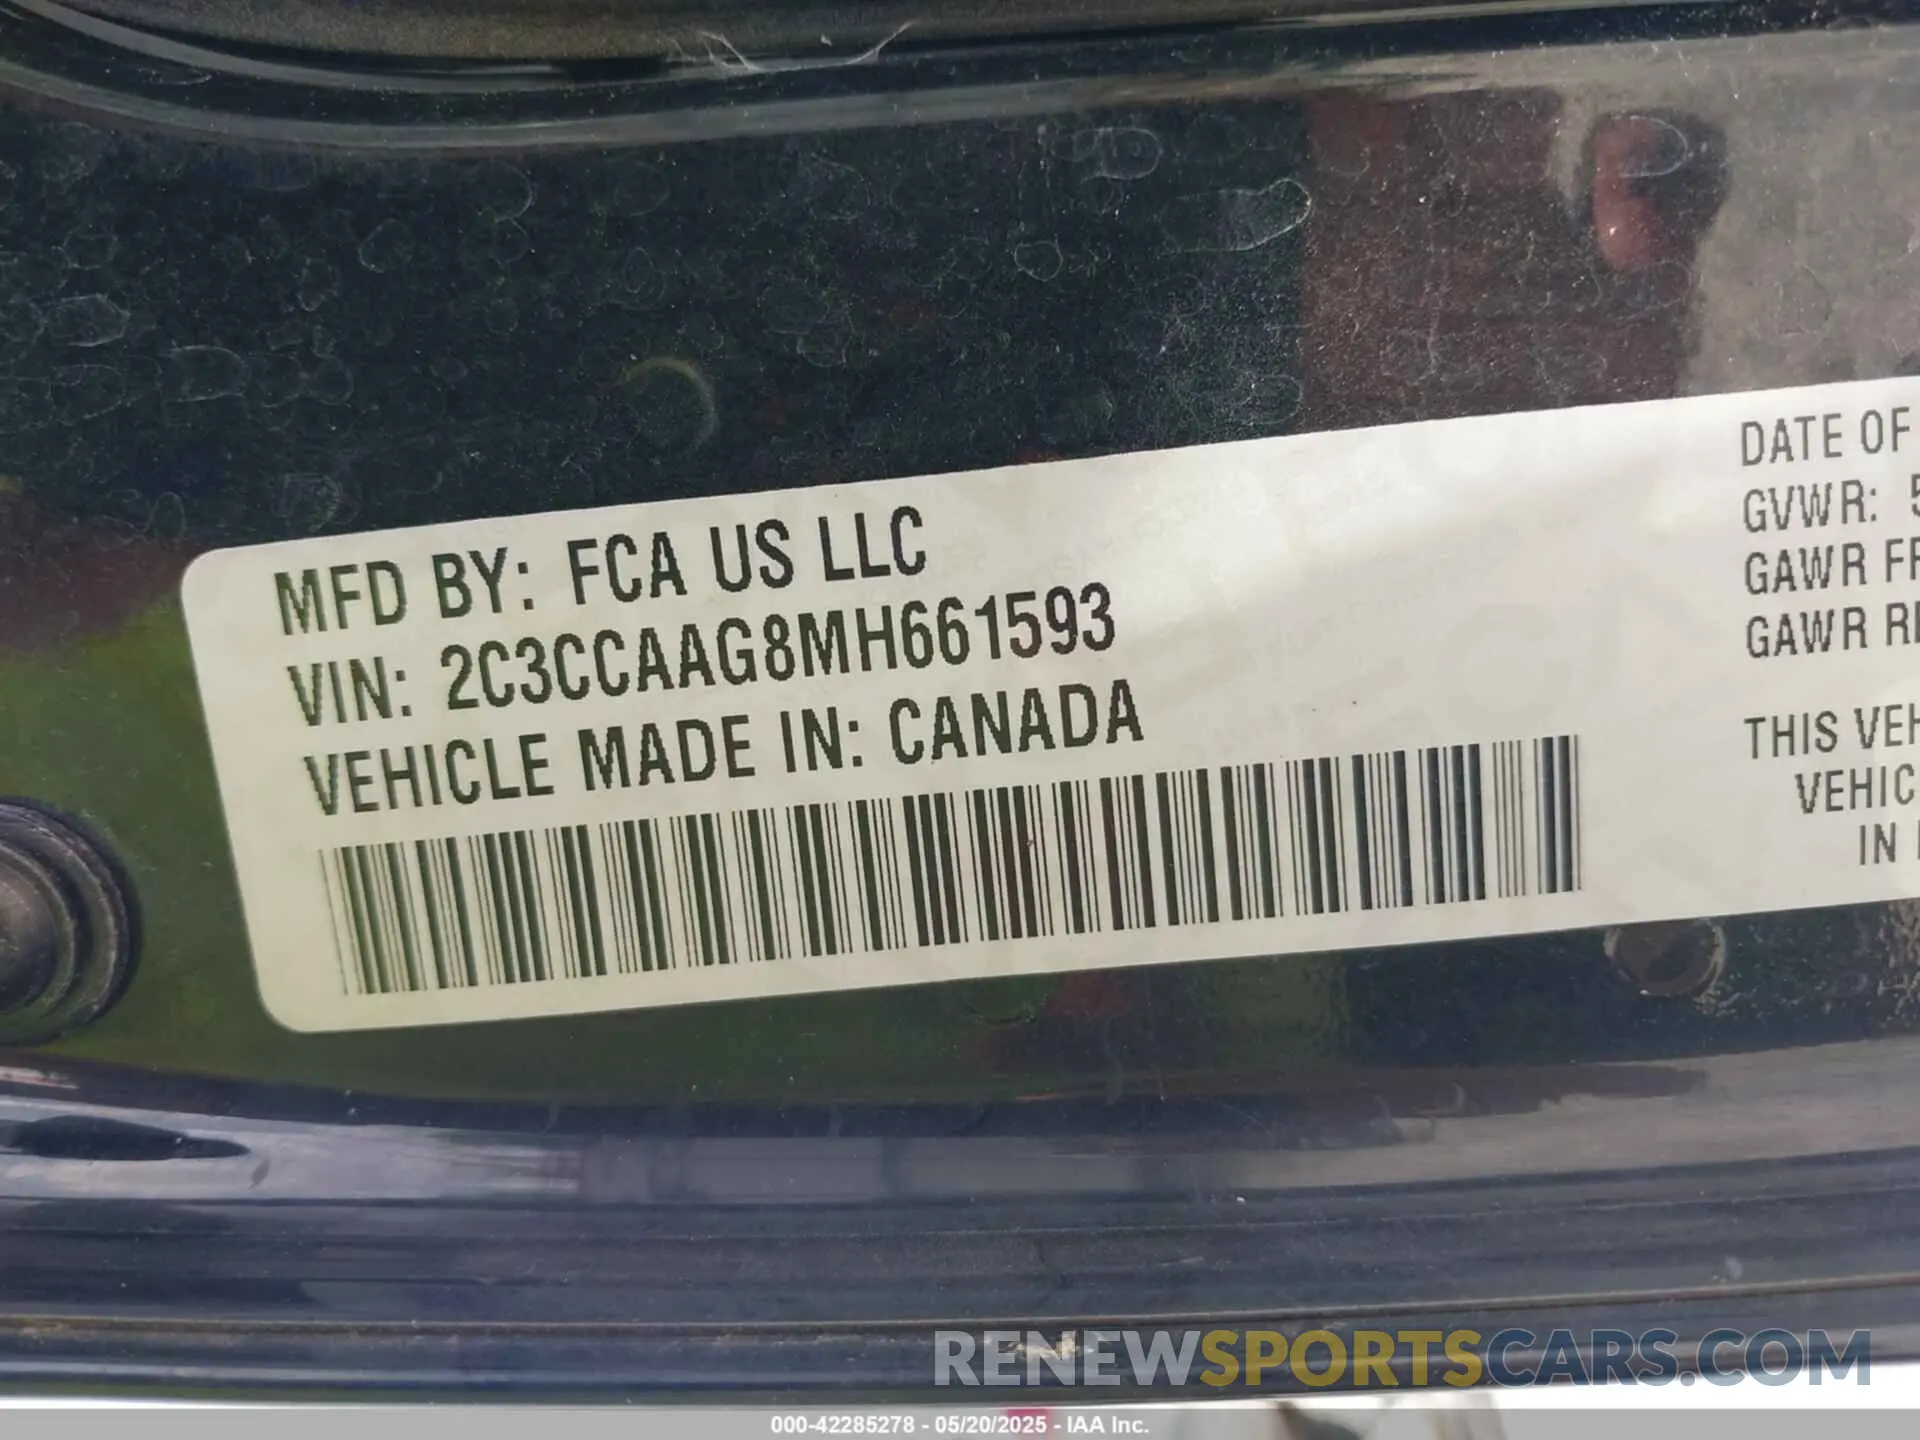 MFD BY: FCA US LLC
VIN: 2C3CCAAG8MH661593
VEHICLE MADE IN: CANADA
DATE OF
GVWR: 5
GAWR
GAWR
THIS
IN
RENEWSPORTSCARS.COM
000-42285278 - 05/20/2025 - IAA Inc.